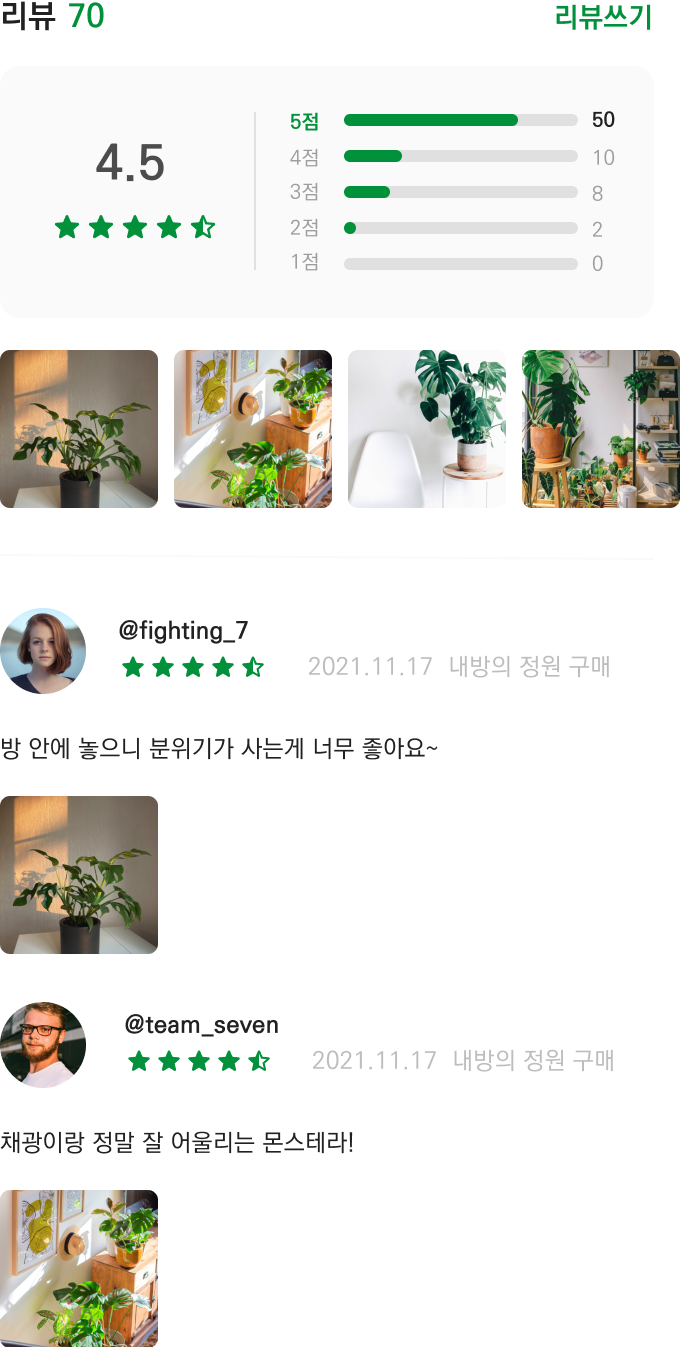 리뷰 70
리뷰쓰기
4.5
5점 50
4점 10
3점 8
2점 2
1점 0
@fighting_7
2021.11.17 내방의 정원 구매
방 안에 놓으니 분위기가 사는게 너무 좋아요~
@team_seven
2021.11.17 내방의 정원 구매
채광이랑 정말 잘 어울리는 몬스테라!